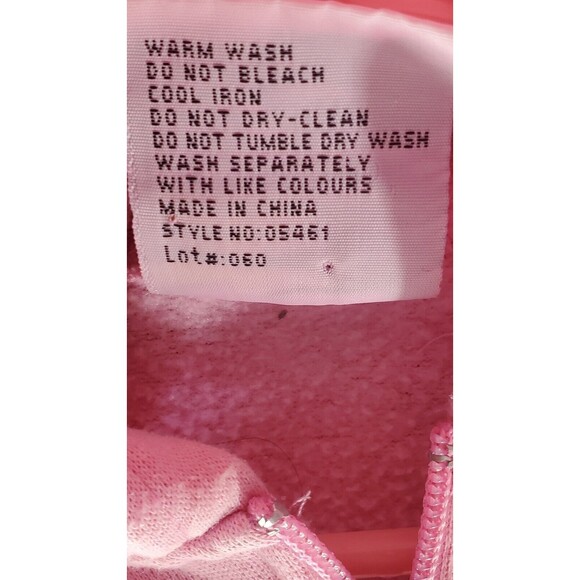 WARM WASH
DO NOT BLEACH
COOL IRON
DO NOT DRY-CLEAN
DO NOT TUMBLE DRY WASH
WASH SEPARATELY
WITH LIKE COLOURS
MADE IN CHINA
STYLE NO:05461
Lot#:060